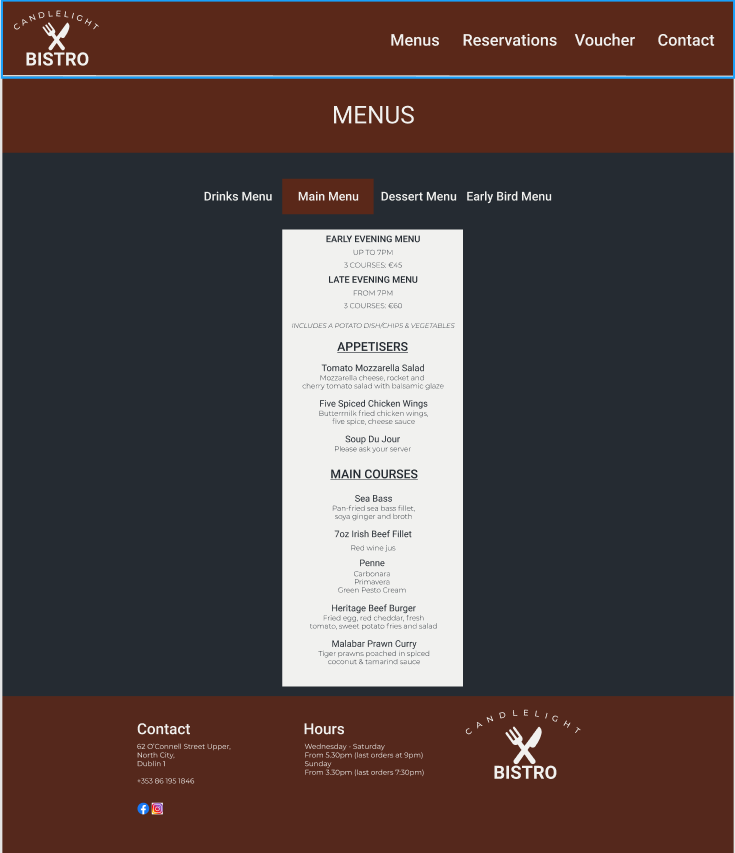 CANDLELIGHT
BISTRO
Menus Reservations Voucher Contact
MENUS
Drinks Menu Main Menu Dessert Menu Early Bird Menu
EARLY EVENING MENU
UP TO 7PM
3 COURSES: €45
LATE EVENING MENU
FROM 7PM
3 COURSES: €60
INCLUDES A POTATO DISH/CHIPS & VEGETABLES
APPETISERS
Tomato Mozzarella Salad
Mozzarella cheese, rocket and
cherry tomato salad with balsamic glaze
Five Spiced Chicken Wings
Buttermilk fried chicken wings,
five spice, cheese sauce
Soup Du Jour
Please ask your server
MAIN COURSES
Sea Bass
Pan-fried sea bass fillet,
soya ginger and broth
7oz Irish Beef Fillet
Red wine jus
Penne
Carbonara
Primavera
Green Pesto Cream
Heritage Beef Burger
Fried egg, red cheddar, fresh
tomato, sweet potato fries and salad
Malabar Prawn Curry
Tiger prawns poached in spiced
coconut & tamarind sauce
Contact
62 O'Connell Street Upper,
North City,
Dublin 1
+353 86 195 1846
Hours
Wednesday - Saturday
From 5.30pm (last orders at 9pm)
Sunday
From 3.30pm (last orders 7:30pm)
CANDLELIGHT
BISTRO